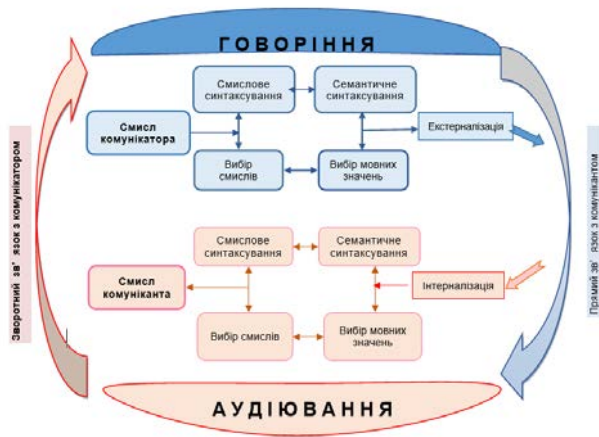 ГОВОРІННЯ
Смислове
синтаксування
Семантичне
синтаксування
Смисл
комунікатора
Екстерналізація
Вибір
смислів
Вибір мовних
значень
Смислове
синтаксування
Семантичне
синтаксування
Смисл
комуніканта
Інтерналізація
Вибір смислів
Вибір мовних
значень
АУДІЮВАННЯ
Зворотний зв' язок з комунікатором
Прямий зв' язок з комунікантом